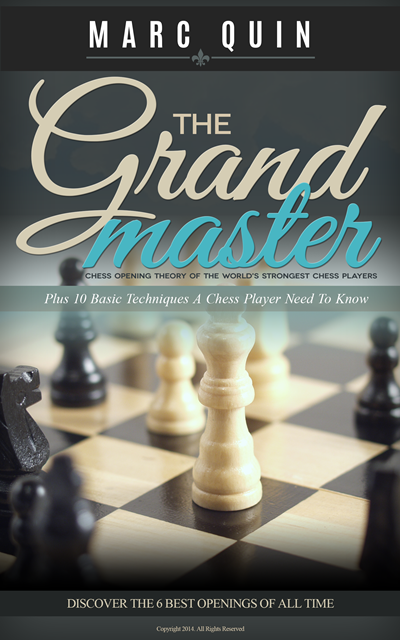 MARC QUIN
THE
Grand
master
CHESS OPENING THEORY OF THE WORLD'S STRONGEST CHESS PLAYERS
Plus 10 Basic Techniques A Chess Player Need To Know
DISCOVER THE 6 BEST OPENINGS OF ALL TIME
Copyright 2014. All Rights Reserved